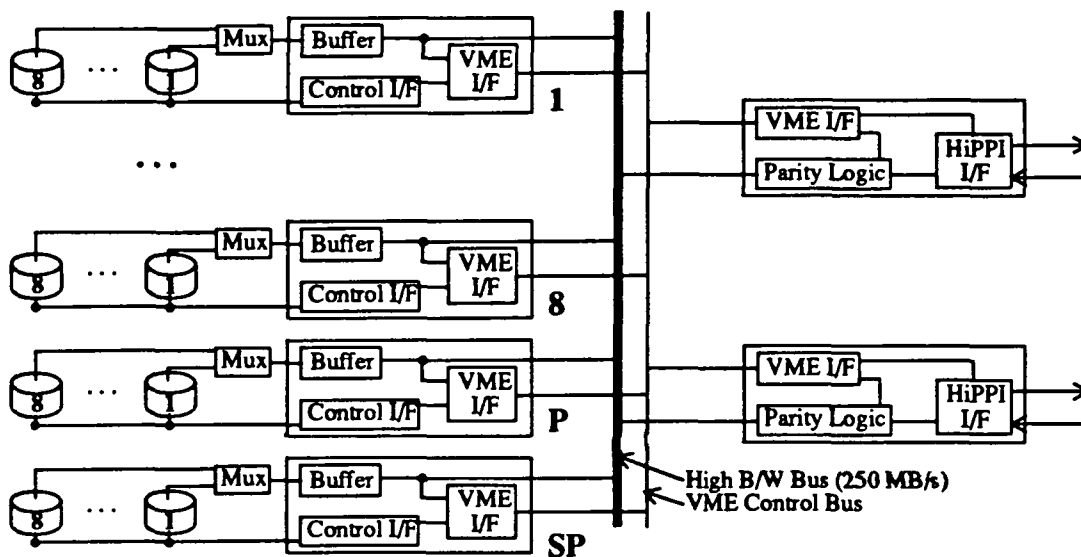 Mux
Buffer
VME
I/F
Control I/F
8
...
1
1
...
VME I/F
Parity Logic
HiPPI
I/F
Mux
Buffer
VME
I/F
Control I/F
8
...
1
8
Mux
Buffer
VME
I/F
Control I/F
8
...
1
P
VME I/F
Parity Logic
HiPPI
I/F
High B/W Bus (250 MB/s)
VME Control Bus
Mux
Buffer
VME
I/F
Control I/F
8
...
1
SP